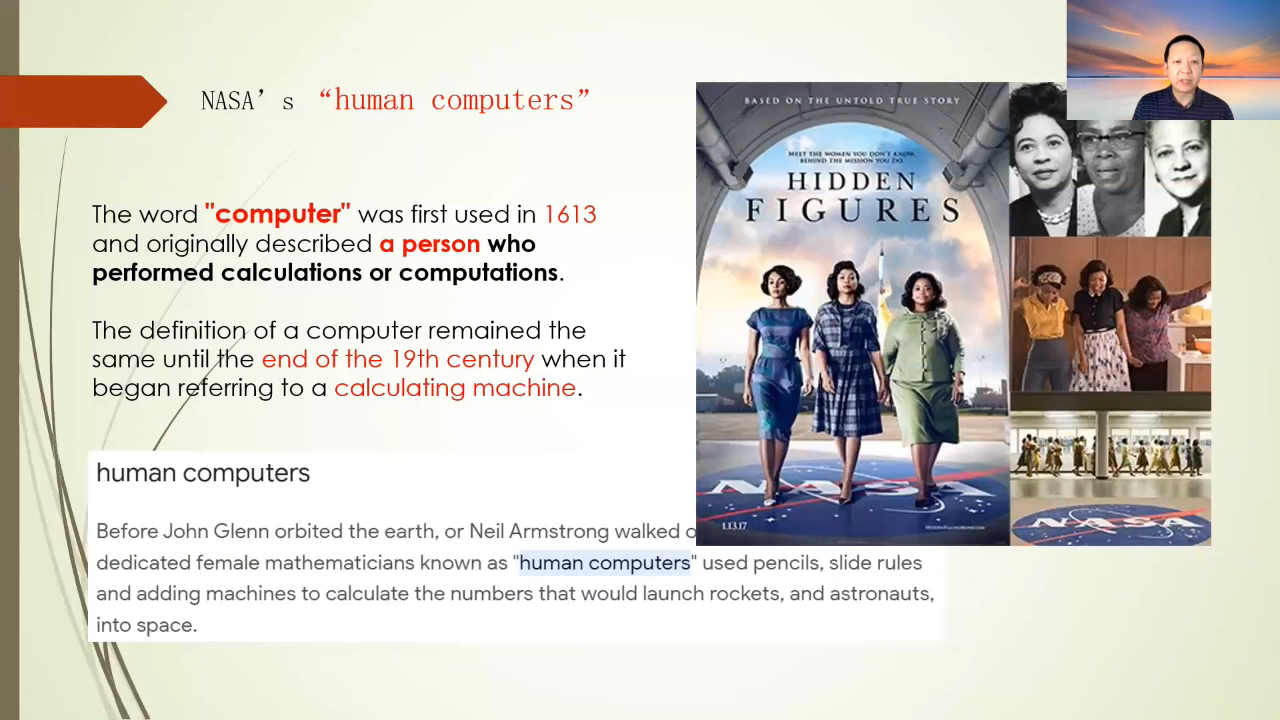 NASA’s “human computers”
The word "computer" was first used in 1613
and originally described a person who
performed calculations or computations.
The definition of a computer remained the
same until the end of the 19th century when it
began referring to a calculating machine.
human computers
Before John Glenn orbited the earth, or Neil Armstrong walked o
dedicated female mathematicians known as "human computers" used pencils, slide rules
and adding machines to calculate the numbers that would launch rockets, and astronauts,
into space.
BASED ON THE UNTOLD TRUE STORY
MEET THE WOMEN YOU DON'T KNOW,
BEHIND THE MISSION YOU DO.
HIDDEN
FIGURES
NASA
1.13.17
HIDDENFIGURESMOVIE.COM
NASA